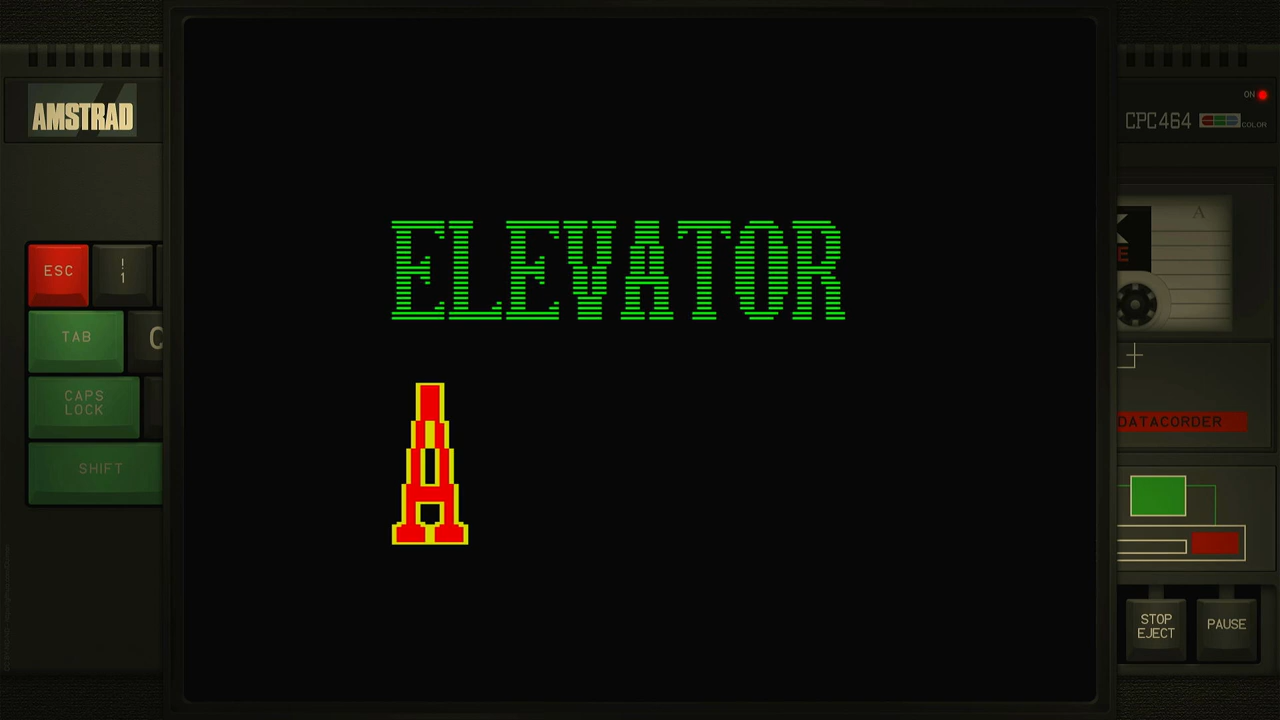 AMSTRAD
ESC
!
1
TAB
CAPS
LOCK
SHIFT
ELEVATOR
A
ON
CPC464
COLOR
A
K
E
DATACORDER
STOP
EJECT
PAUSE